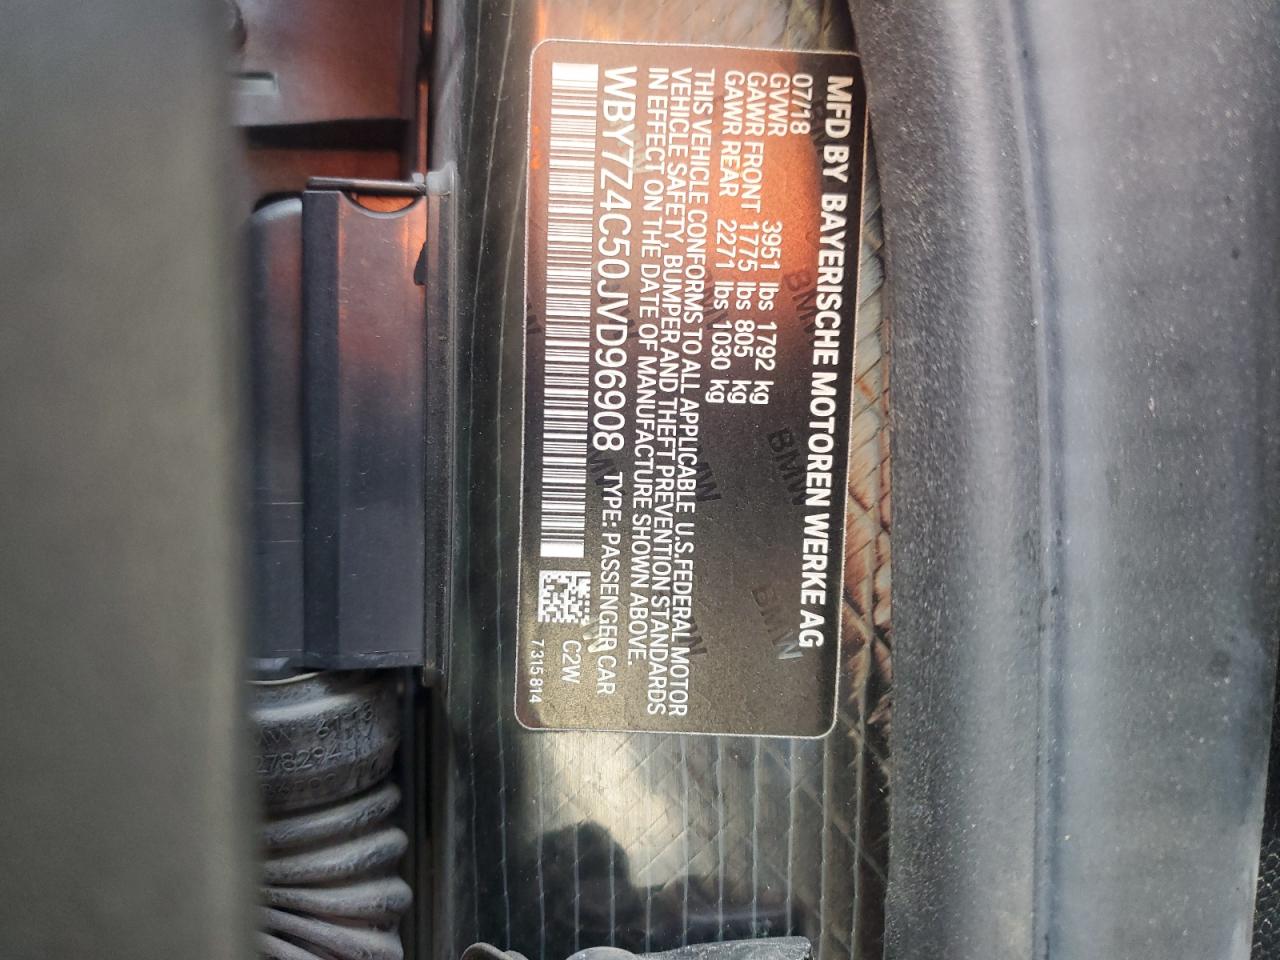 MFD BY BAYERISCHE MOTOREN WERKE AG
07/18
GVWR 3951 lbs 1792 kg
GAWR FRONT 1775 lbs 805 kg
GAWR REAR 2271 lbs 1030 kg
THIS VEHICLE CONFORMS TO ALL APPLICABLE U.S.FEDERAL MOTOR
VEHICLE SAFETY, BUMPER AND THEFT PREVENTION STANDARDS
IN EFFECT ON THE DATE OF MANUFACTURE SHOWN ABOVE.
WBY7Z4C50JVD96908 TYPE: PASSENGER CAR
C2W
7 315 814